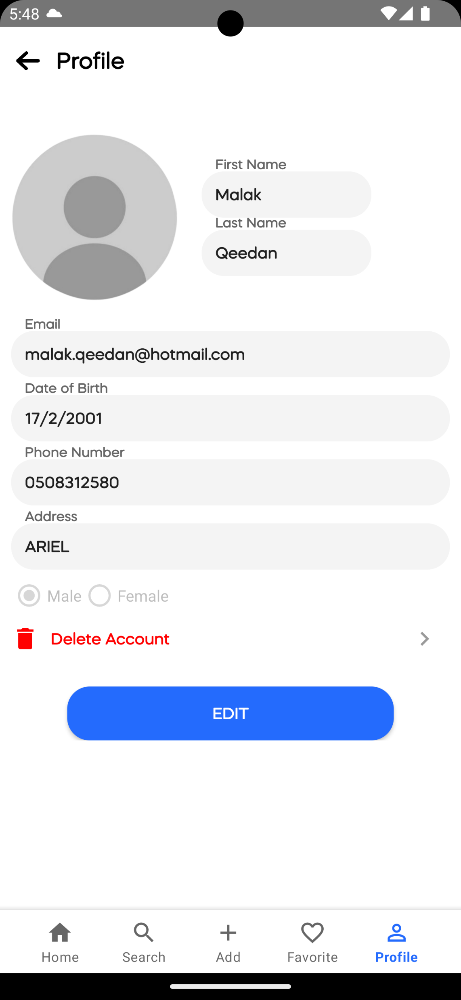 5:48
Profile
First Name
Malak
Last Name
Qeedan
Email
malak.qeedan@hotmail.com
Date of Birth
17/2/2001
Phone Number
0508312580
Address
ARIEL
Male Female
Delete Account
EDIT
Home Search Add Favorite Profile